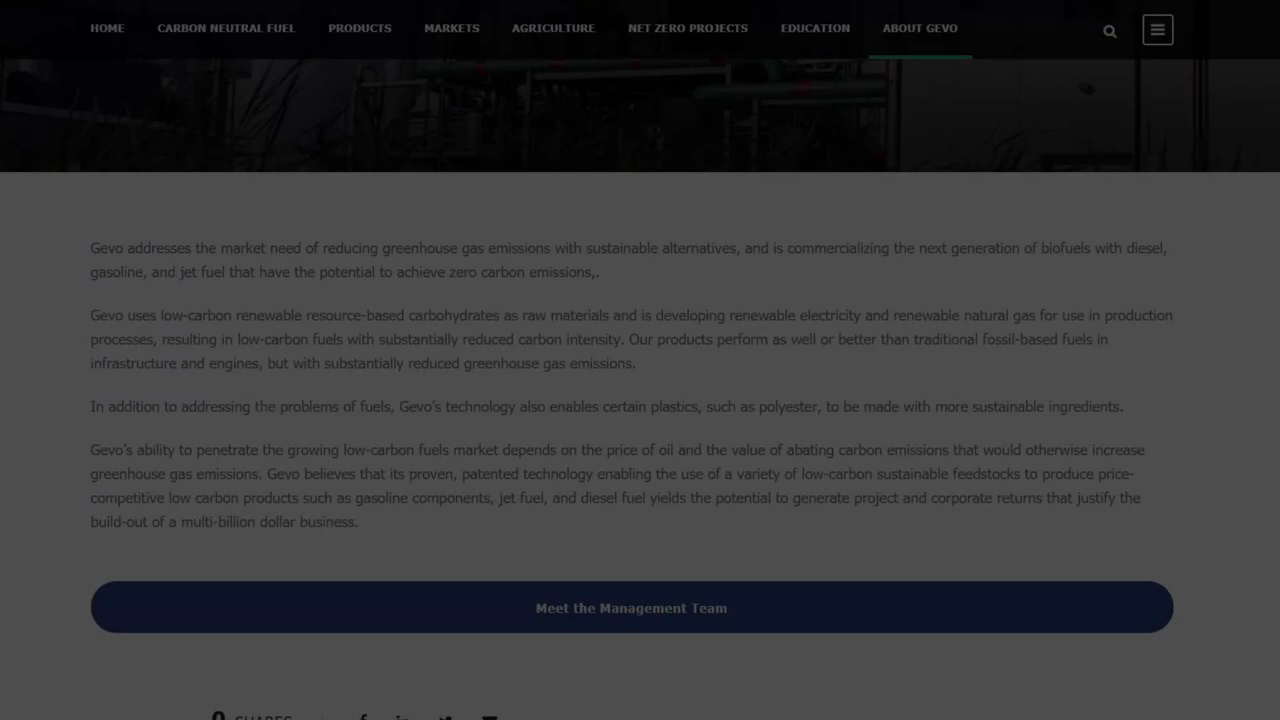 HOME CARBON NEUTRAL FUEL PRODUCTS MARKETS AGRICULTURE NET ZERO PROJECTS EDUCATION ABOUT GEVO
Gevo addresses the market need of reducing greenhouse gas emissions with sustainable alternatives, and is commercializing the next generation of biofuels with diesel,
gasoline, and jet fuel that have the potential to achieve zero carbon emissions,.
Gevo uses low-carbon renewable resource-based carbohydrates as raw materials and is developing renewable electricity and renewable natural gas for use in production
processes, resulting in low-carbon fuels with substantially reduced carbon intensity. Our products perform as well or better than traditional fossil-based fuels in
infrastructure and engines, but with substantially reduced greenhouse gas emissions.
In addition to addressing the problems of fuels, Gevo's technology also enables certain plastics, such as polyester, to be made with more sustainable ingredients.
Gevo's ability to penetrate the growing low-carbon fuels market depends on the price of oil and the value of abating carbon emissions that would otherwise increase
greenhouse gas emissions. Gevo believes that its proven, patented technology enabling the use of a variety of low-carbon sustainable feedstocks to produce price-
competitive low carbon products such as gasoline components, jet fuel, and diesel fuel yields the potential to generate project and corporate returns that justify the
build-out of a multi-billion dollar business.
Meet the Management Team
SHARES